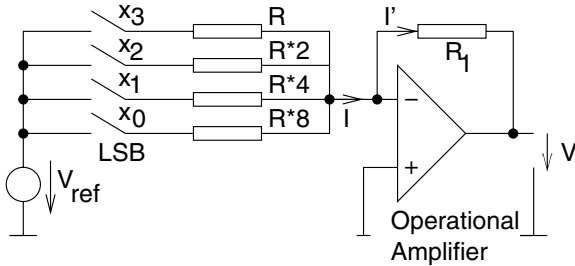 x3 R I' 
x2 R*2 R1
x1 R*4 −
x0 R*8 I
LSB + V
Vref
Operational
Amplifier